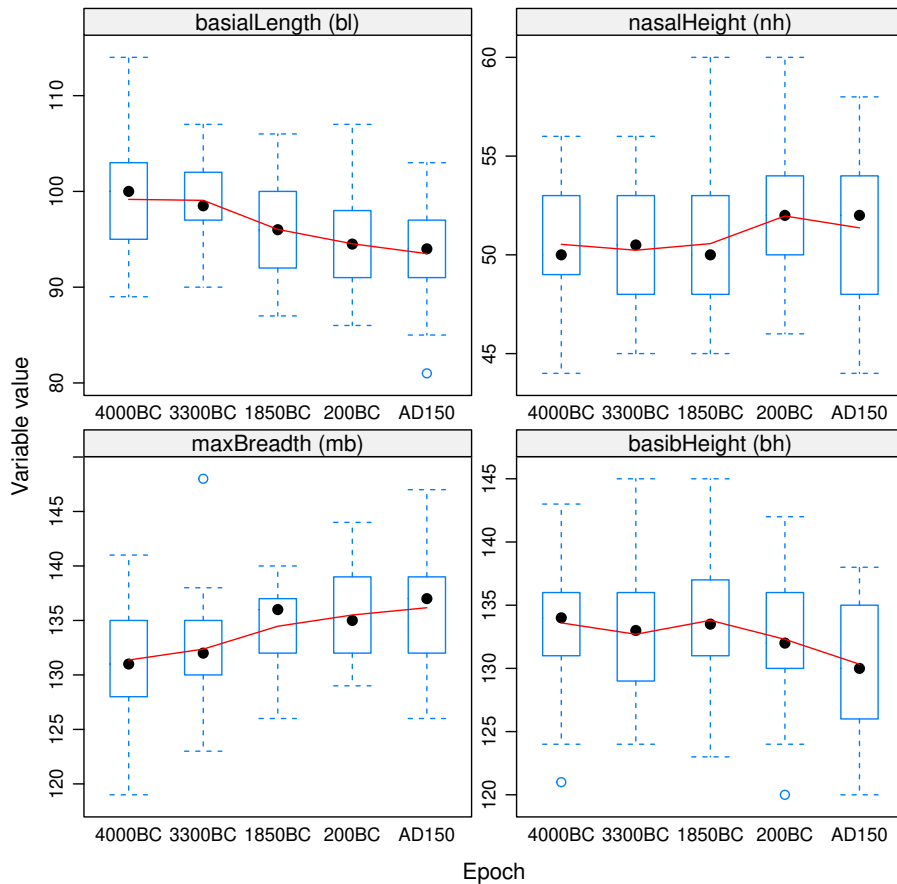 basialLength (bl)
nasalHeight (nh)
110
100
90
80
60
55
50
45
4000BC 3300BC 1850BC 200BC AD150
4000BC 3300BC 1850BC 200BC AD150
maxBreadth (mb)
basibHeight (bh)
145
140
135
130
125
120
145
140
135
130
125
120
4000BC 3300BC 1850BC 200BC AD150
4000BC 3300BC 1850BC 200BC AD150
Variable value
Epoch